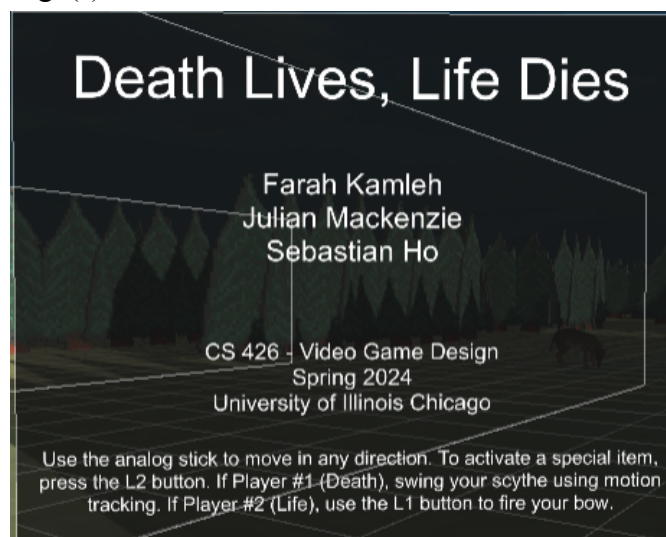 Death Lives, Life Dies
Farah Kamleh
Julian Mackenzie
Sebastian Ho
CS 426 - Video Game Design
Spring 2024
University of Illinois Chicago
Use the analog stick to move in any direction. To activate a special item,
press the L2 button. If Player #1 (Death), swing your scythe using motion
tracking. If Player #2 (Life), use the L1 button to fire your bow.